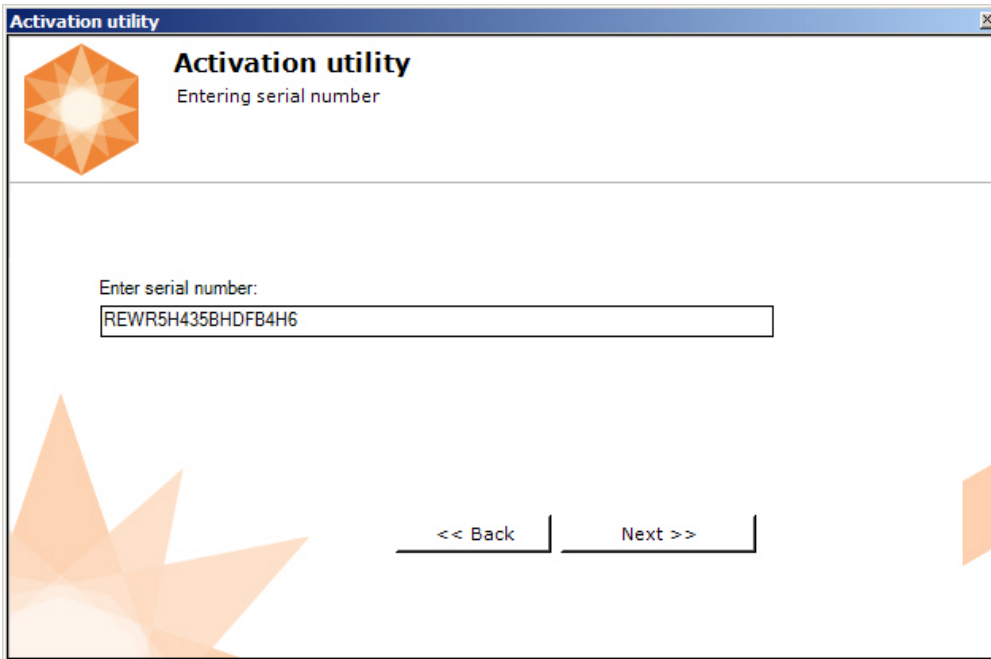 Activation utility
Activation utility
Entering serial number
Enter serial number:
REWR5H435BHDFB4H6
<< Back
Next >>